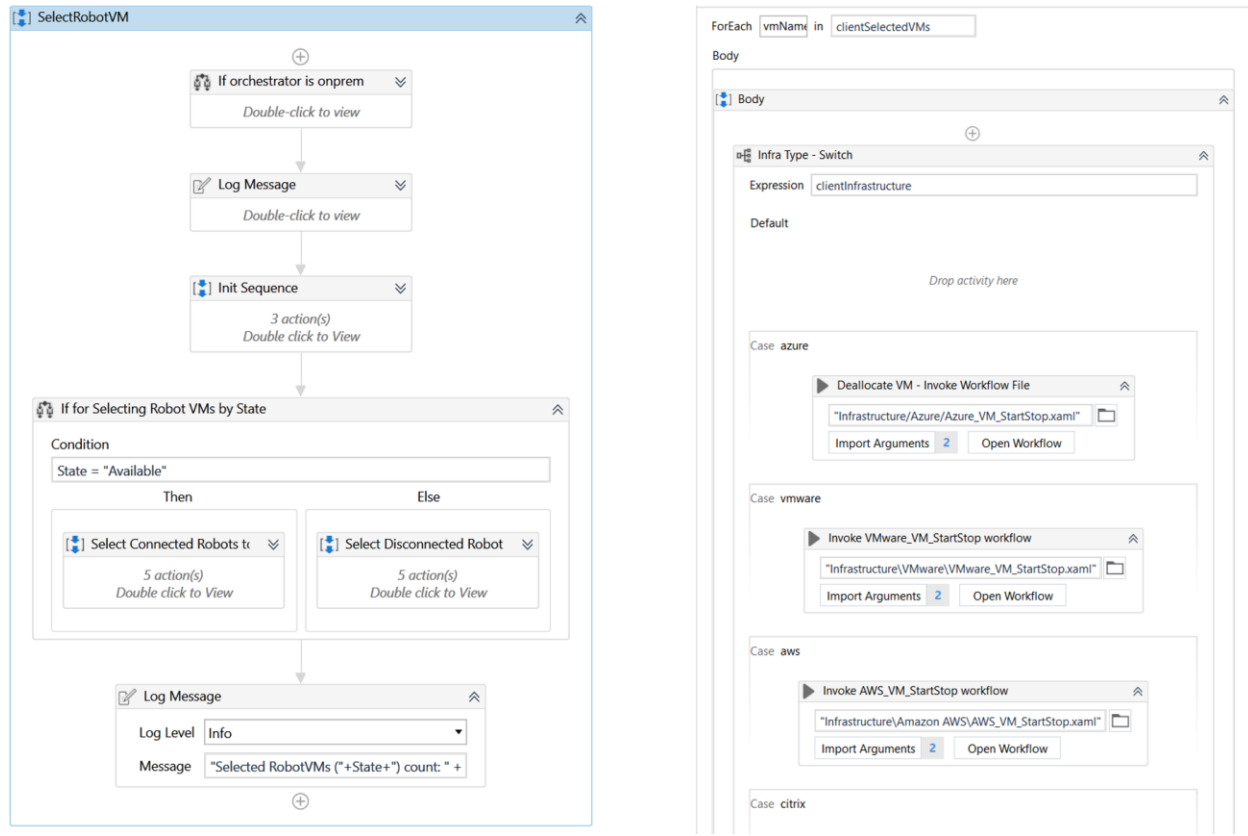 SelectRobotVM
If orchestrator is onprem
Double-click to view
Log Message
Double-click to view
Init Sequence
3 action(s)
Double click to View
If for Selecting Robot VMs by State
Condition
State = "Available"
Then
Else
Select Connected Robots to
5 action(s)
Double click to View
Select Disconnected Robot
5 action(s)
Double click to View
Log Message
Log Level Info
Message "Selected RobotVMs ("+State+") count: " +
ForEach vmName in clientSelectedVMs
Body
Body
Infra Type - Switch
Expression clientInfrastructure
Default
Drop activity here
Case azure
Deallocate VM - Invoke Workflow File
"Infrastructure/Azure/Azure_VM_StartStop.xaml"
Import Arguments 2 Open Workflow
Case vmware
Invoke VMware_VM_StartStop workflow
"Infrastructure\VMware\VMware_VM_StartStop.xaml"
Import Arguments 2 Open Workflow
Case aws
Invoke AWS_VM_StartStop workflow
"Infrastructure\Amazon AWS\AWS_VM_StartStop.xaml"
Import Arguments 2 Open Workflow
Case citrix